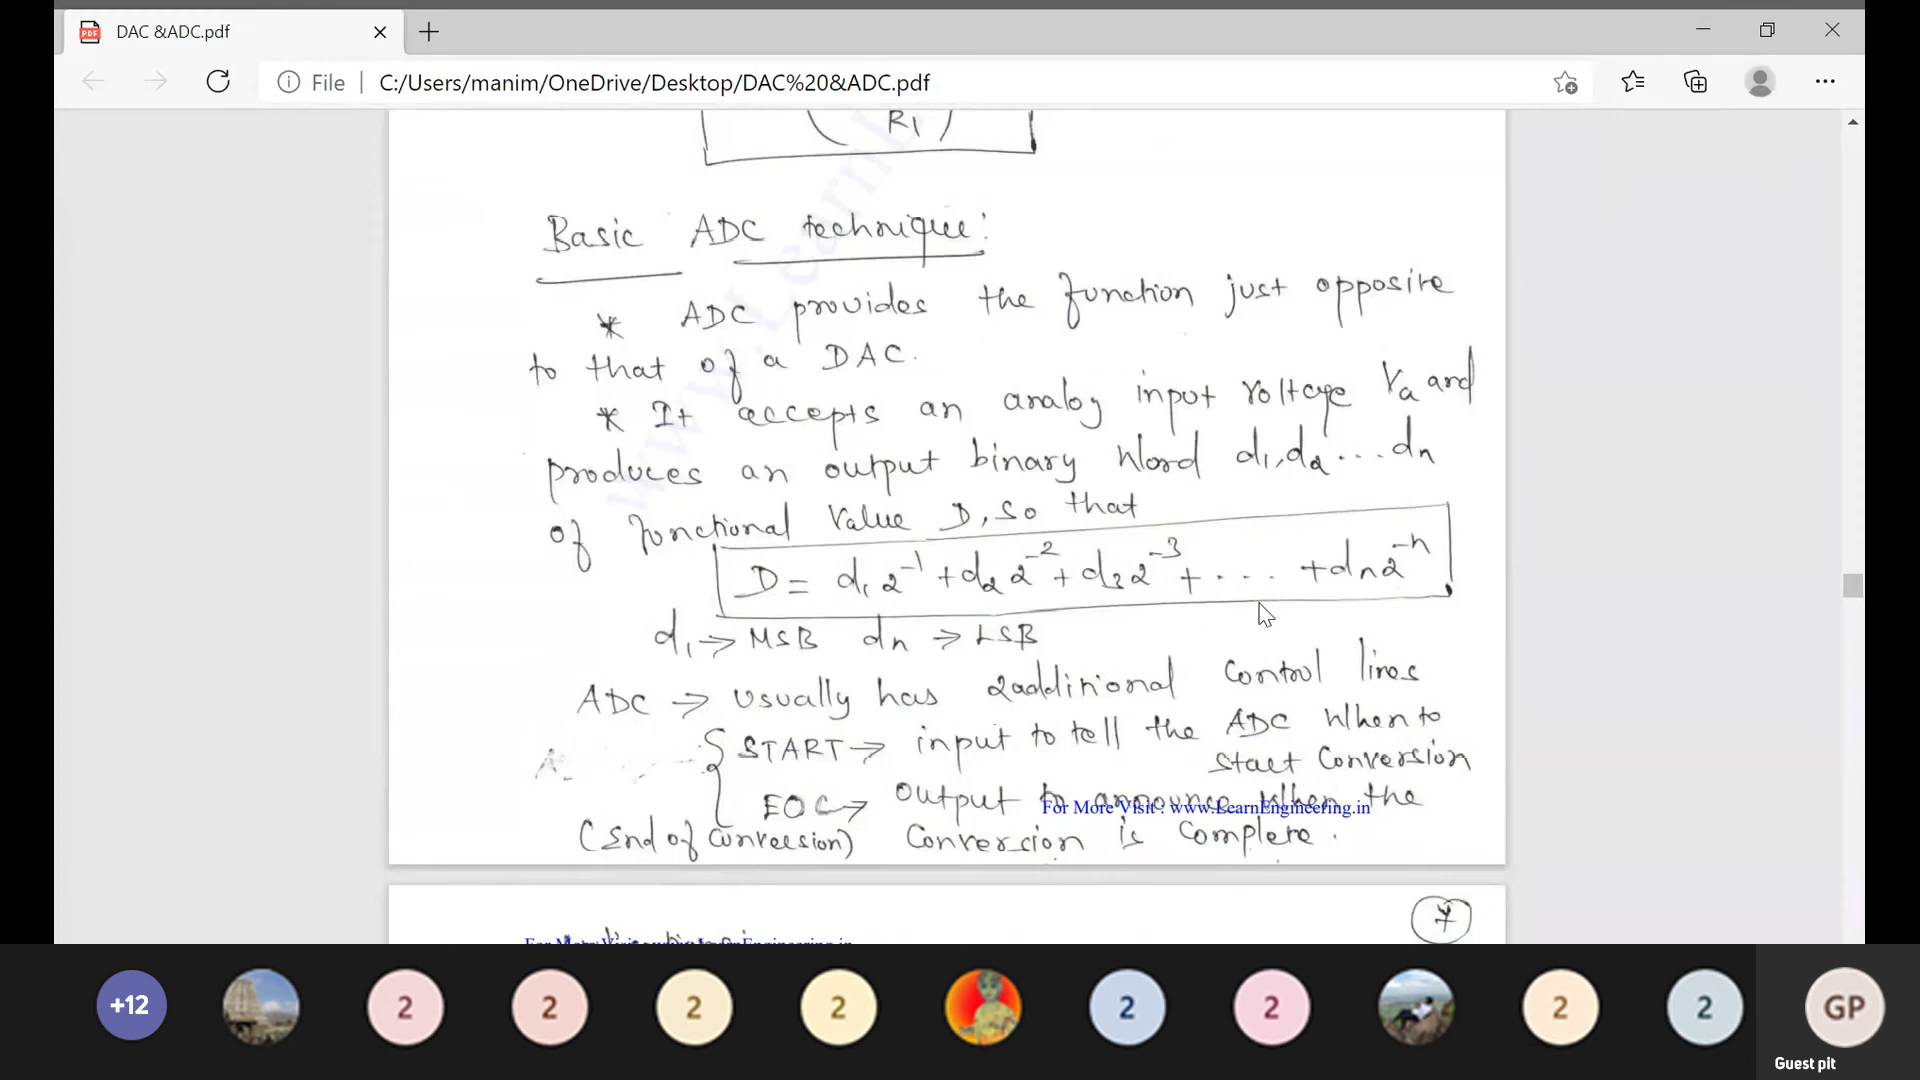 DAC &ADC.pdf
File | C:/Users/manim/OneDrive/Desktop/DAC%20&ADC.pdf
R1
Basic ADC technique:
* ADC provides the function just opposite
to that of a DAC.
* It accepts an analog input voltage Va and
produces an output binary word d1,d2...dn
of functional value D, so that
D = d1 2^-1 + d2 2^-2 + d3 2^-3 + .... + dn 2^-n
d1 → MSB dn → LSB
ADC → usually has 2 additional control lines
START → input to tell the ADC when to
start conversion
EOC → output to announce when the
For More Visit : www.LearnEngineering.in
(End of conversion) conversion is complete.
7
+12
2
2
2
2
2
2
2
2
GP
Guest pit